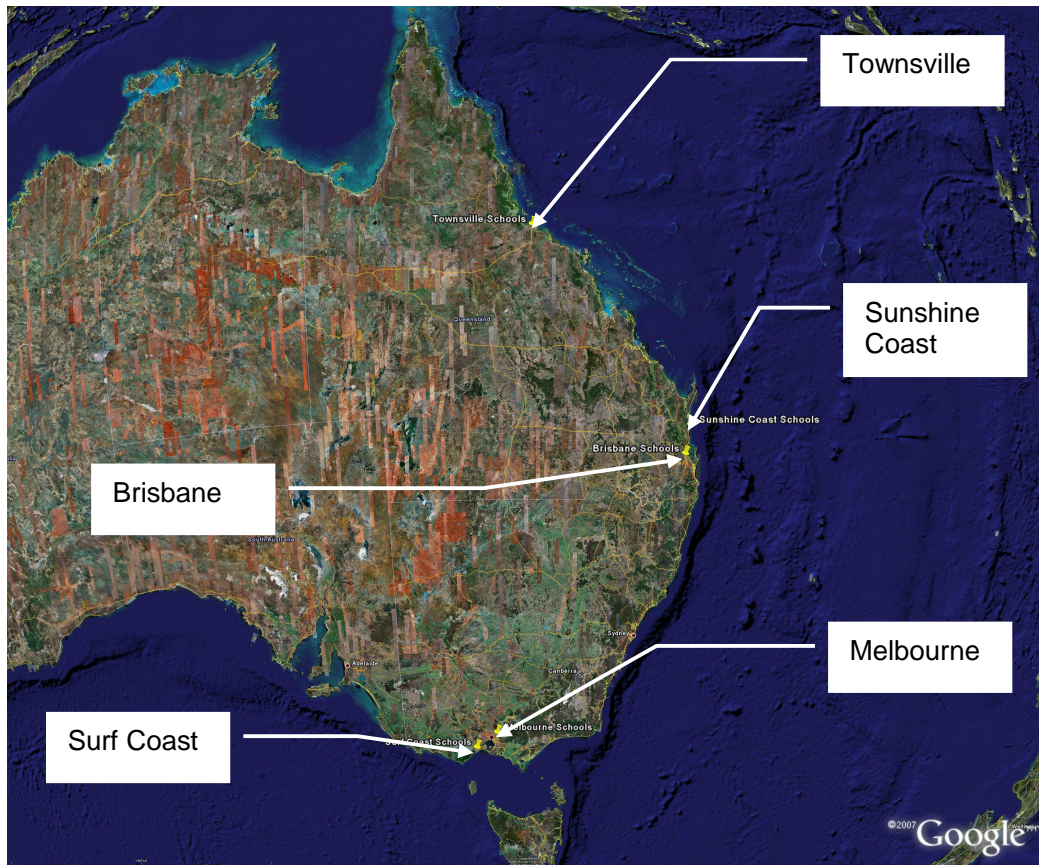 Townsville
Townsville Schools
Sunshine
Coast
Queensland
Sunshine Coast Schools
Brisbane Schools
Brisbane
South Australia
Sydney
Melbourne
Adelaide
Canberra
Surf Coast
Melbourne Schools
Surf Coast Schools
©2007 Google™